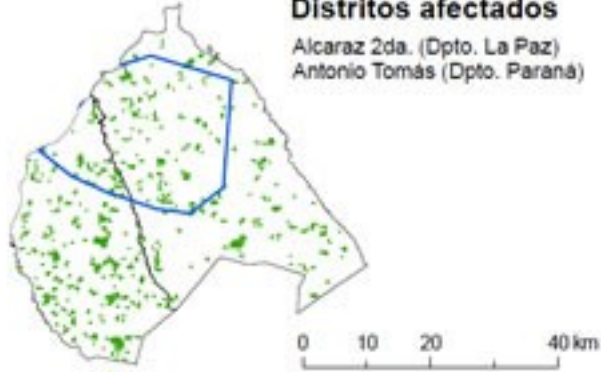 Distritos afectados
Alcaraz 2da. (Dpto. La Paz)
Antonio Tomás (Dpto. Paraná)
0 10 20 40 km